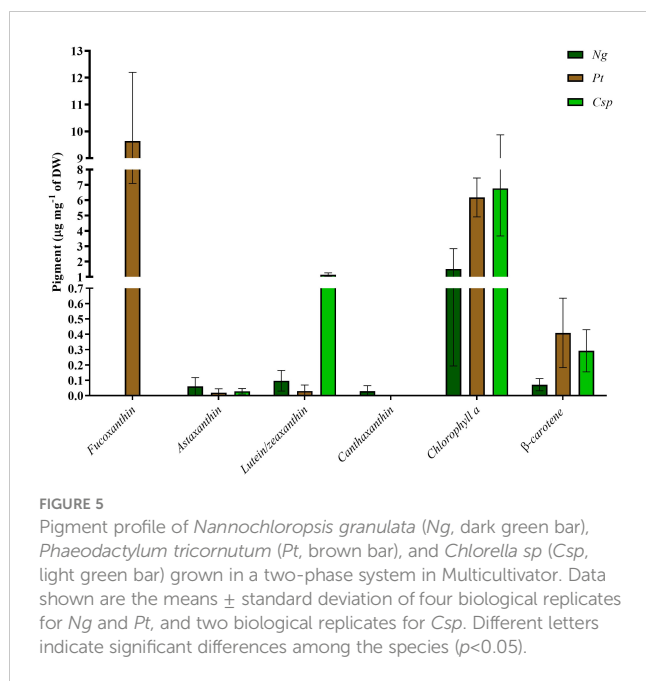 13
12
11
10
9
8
7
6
5
4
3
2
1
0.7
0.6
0.5
0.4
0.3
0.2
0.1
0.0
Pigment (µg mg⁻¹ of DW)
Ng
Pt
Csp
Fucoxanthin
Astaxanthin
Lutein/zeaxanthin
Canthaxanthin
Chlorophyll a
β-carotene
FIGURE 5
Pigment profile of Nannochloropsis granulata (Ng, dark green bar),
Phaeodactylum tricornutum (Pt, brown bar), and Chlorella sp (Csp,
light green bar) grown in a two-phase system in Multicultivator. Data
shown are the means ± standard deviation of four biological replicates
for Ng and Pt, and two biological replicates for Csp. Different letters
indicate significant differences among the species (p<0.05).